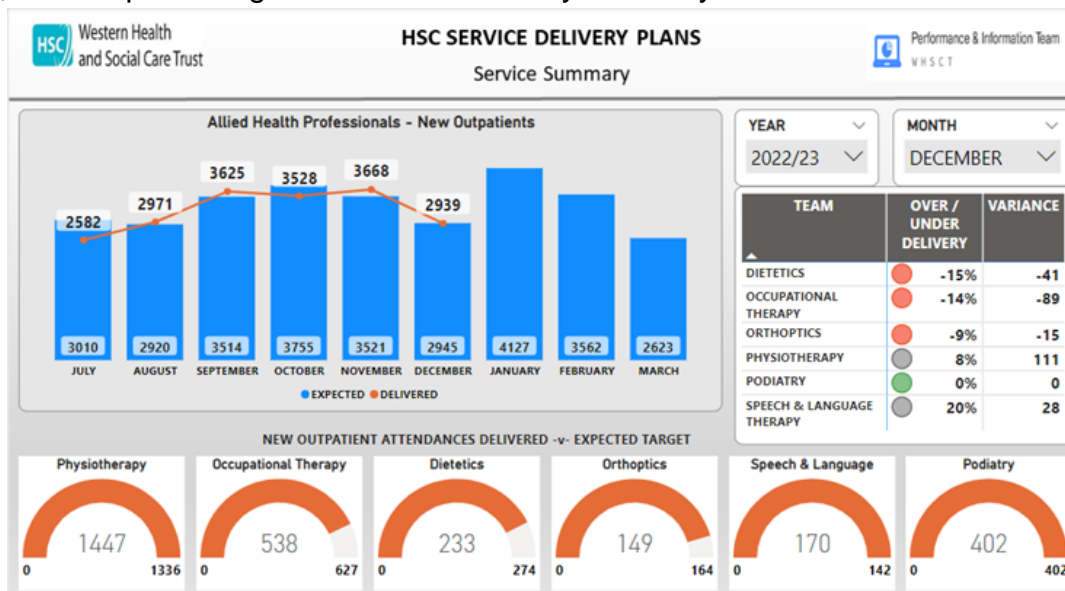 Western Health
and Social Care Trust
HSC
HSC SERVICE DELIVERY PLANS
Service Summary
Performance & Information Team
WHSCT
Allied Health Professionals - New Outpatients
2582
2971
3625
3528
3668
2939
3010
2920
3514
3755
3521
2945
4127
3562
2623
JULY
AUGUST
SEPTEMBER
OCTOBER
NOVEMBER
DECEMBER
JANUARY
FEBRUARY
MARCH
EXPECTED DELIVERED
YEAR
2022/23
MONTH
DECEMBER
TEAM OVER / UNDER DELIVERY VARIANCE
DIETETICS -15% -41
OCCUPATIONAL THERAPY -14% -89
ORTHOPTICS -9% -15
PHYSIOTHERAPY 8% 111
PODIATRY 0% 0
SPEECH & LANGUAGE THERAPY 20% 28
NEW OUTPATIENT ATTENDANCES DELIVERED -v- EXPECTED TARGET
Physiotherapy
1447
0 1336
Occupational Therapy
538
0 627
Dietetics
233
0 274
Orthoptics
149
0 164
Speech & Language
170
0 142
Podiatry
402
0 402